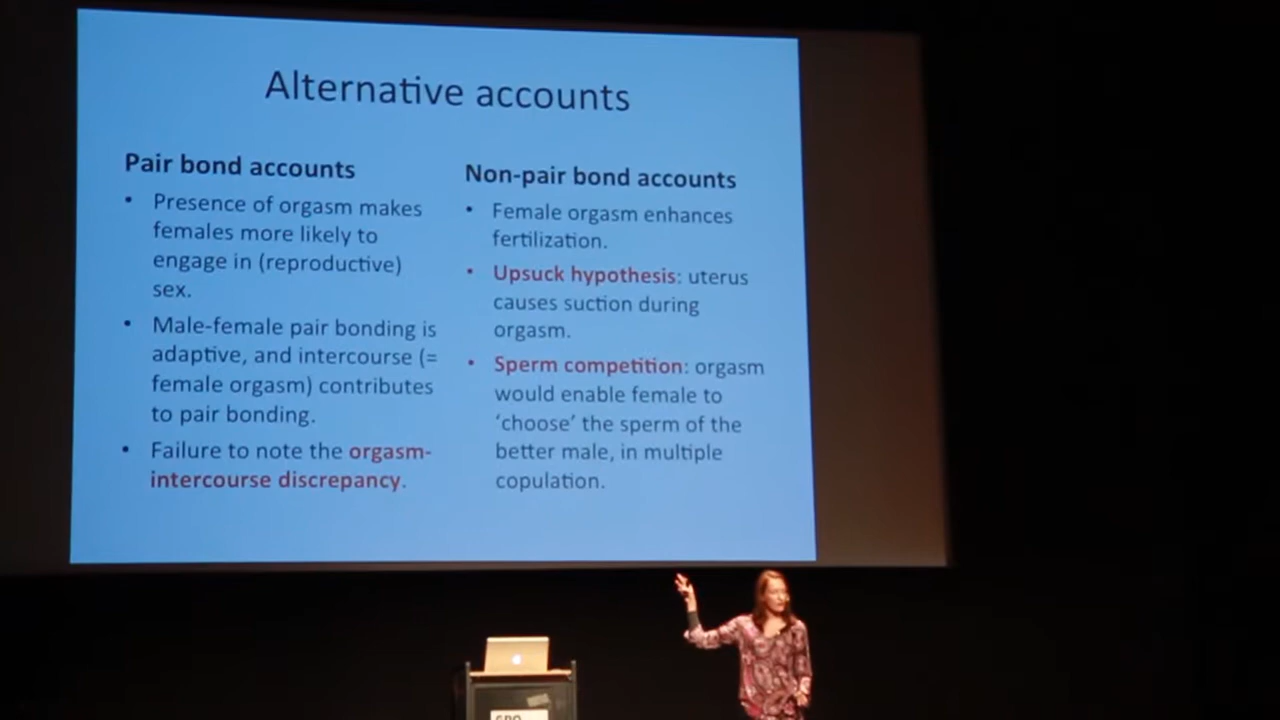 Alternative accounts
Pair bond accounts
• Presence of orgasm makes
females more likely to
engage in (reproductive)
sex.
• Male-female pair bonding is
adaptive, and intercourse (=
female orgasm) contributes
to pair bonding.
• Failure to note the orgasm-
intercourse discrepancy.
Non-pair bond accounts
• Female orgasm enhances
fertilization.
• Upsuck hypothesis: uterus
causes suction during
orgasm.
• Sperm competition: orgasm
would enable female to
‘choose’ the sperm of the
better male, in multiple
copulation.